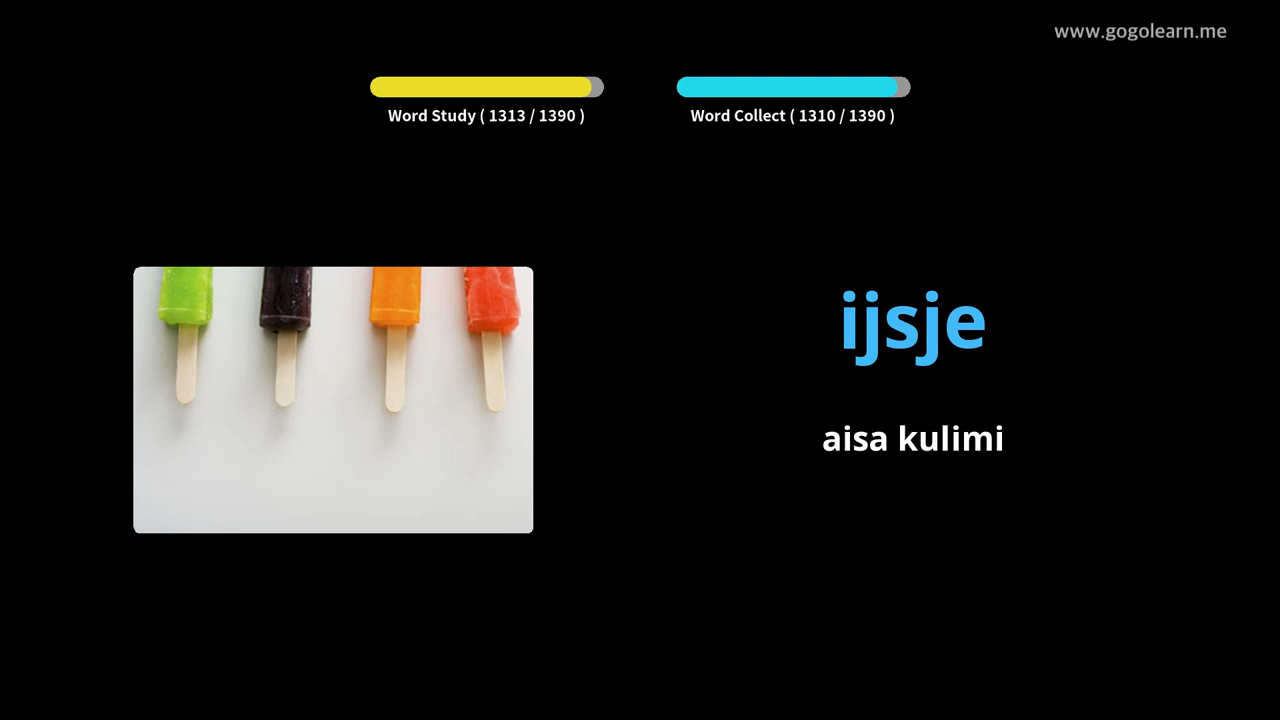 www.gogolearn.me
Word Study ( 1313 / 1390 )
Word Collect ( 1310 / 1390 )
ijsje
aisa kulimi